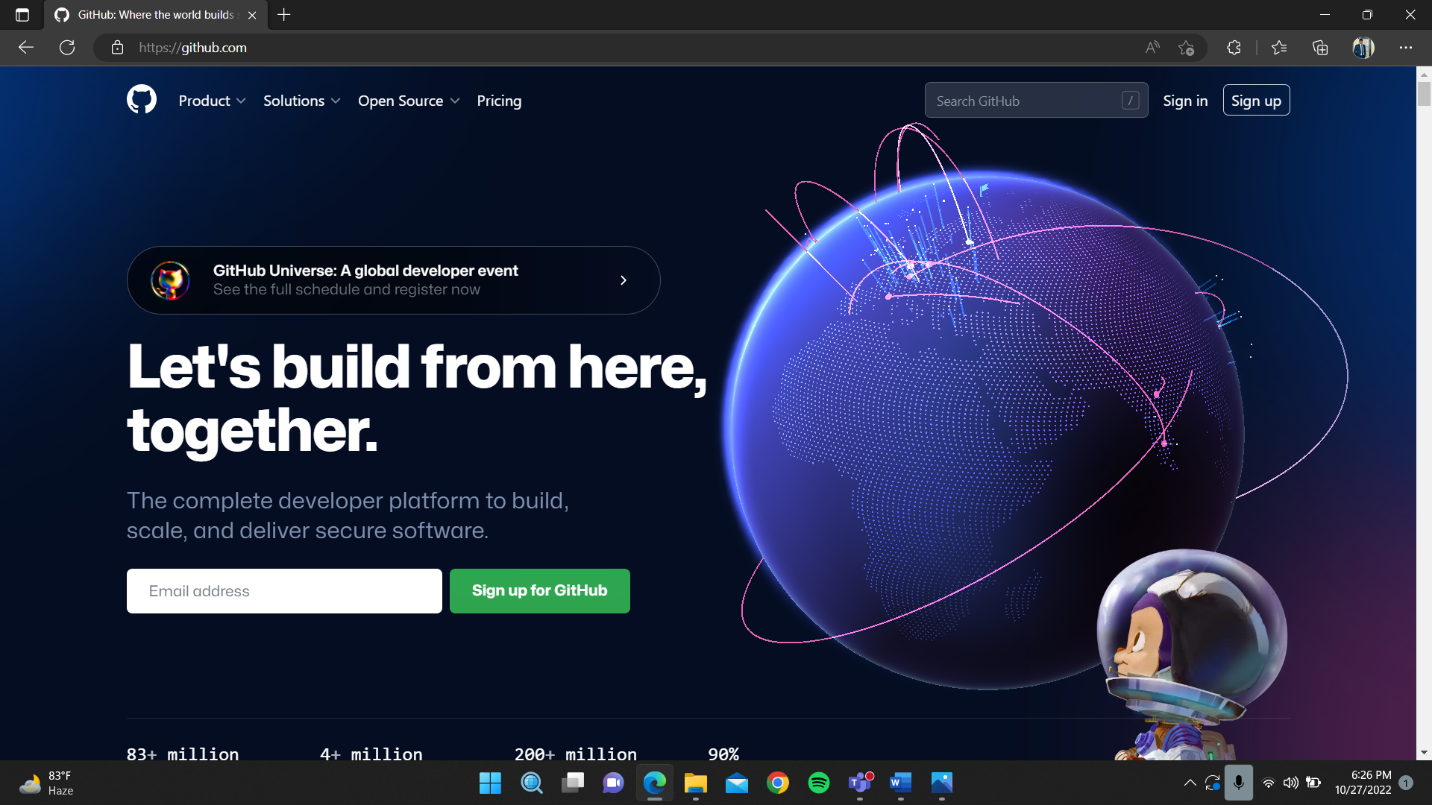 GitHub: Where the world builds
https://github.com
Product
Solutions
Open Source
Pricing
Search GitHub
/
Sign in
Sign up
GitHub Universe: A global developer event
See the full schedule and register now
Let's build from here,
together.
The complete developer platform to build,
scale, and deliver secure software.
Email address
Sign up for GitHub
83+ million
4+ million
200+ million
90%
83°F
Haze
6:26 PM
10/27/2022
1